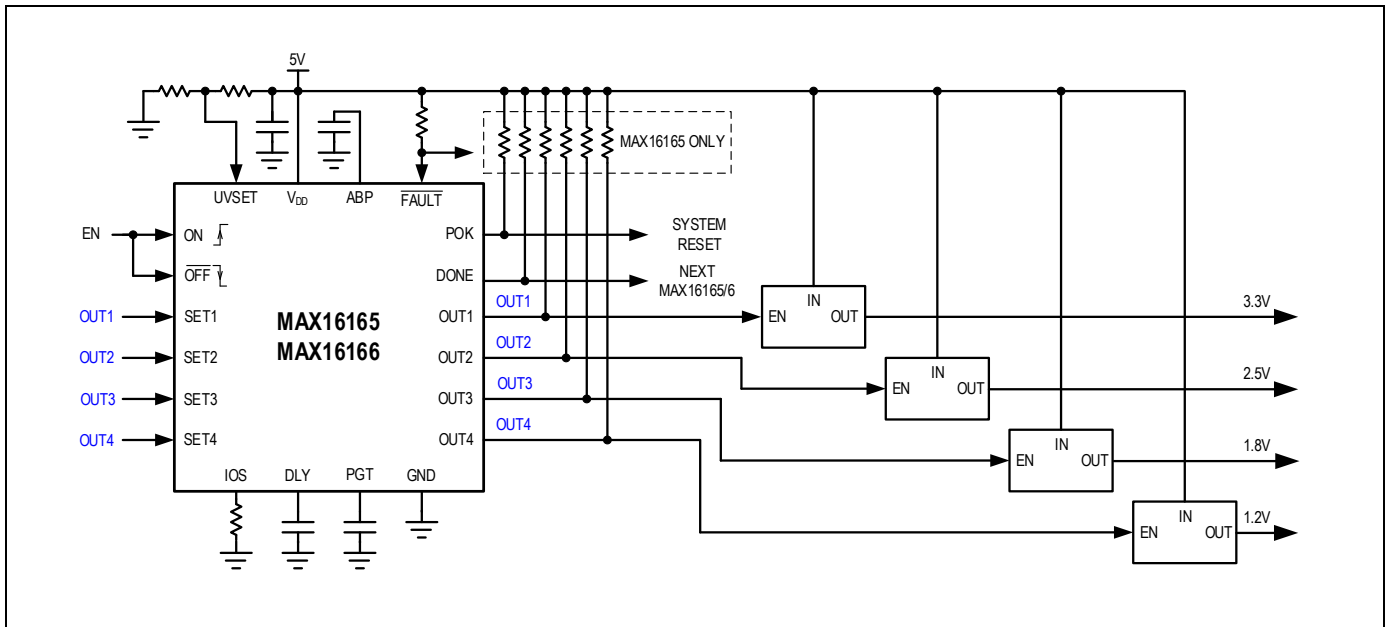 5V
MAX16165 ONLY
UVSET
VDD
ABP
FAULT
EN
ON
POK
SYSTEM
RESET
OFF
DONE
NEXT
MAX16165/6
OUT1
SET1
MAX16165
MAX16166
OUT1
OUT1
EN
IN
OUT
3.3V
OUT2
SET2
OUT2
OUT2
EN
IN
OUT
2.5V
OUT3
SET3
OUT3
OUT3
EN
IN
OUT
1.8V
OUT4
SET4
OUT4
OUT4
EN
IN
OUT
1.2V
IOS
DLY
PGT
GND